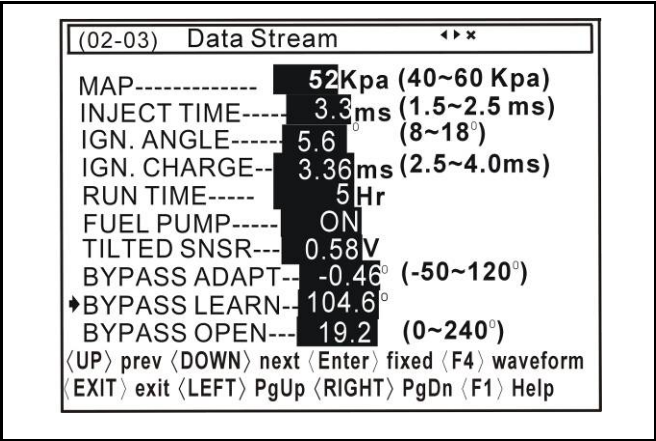 (02-03) Data Stream
MAP------------- 52Kpa (40~60 Kpa)
INJECT TIME----- 3.3ms (1.5~2.5 ms)
IGN. ANGLE----- 5.6° (8~18°)
IGN. CHARGE-- 3.36ms (2.5~4.0ms)
RUN TIME----- 5Hr
FUEL PUMP----- ON
TILTED SNSR--- 0.58V
BYPASS ADAPT-- -0.46° (-50~120°)
BYPASS LEARN-- 104.6°
BYPASS OPEN--- 19.2 (0~240°)
〈UP〉 prev 〈DOWN〉 next 〈Enter〉 fixed 〈F4〉 waveform
〈EXIT〉 exit 〈LEFT〉 PgUp 〈RIGHT〉 PgDn 〈F1〉 Help